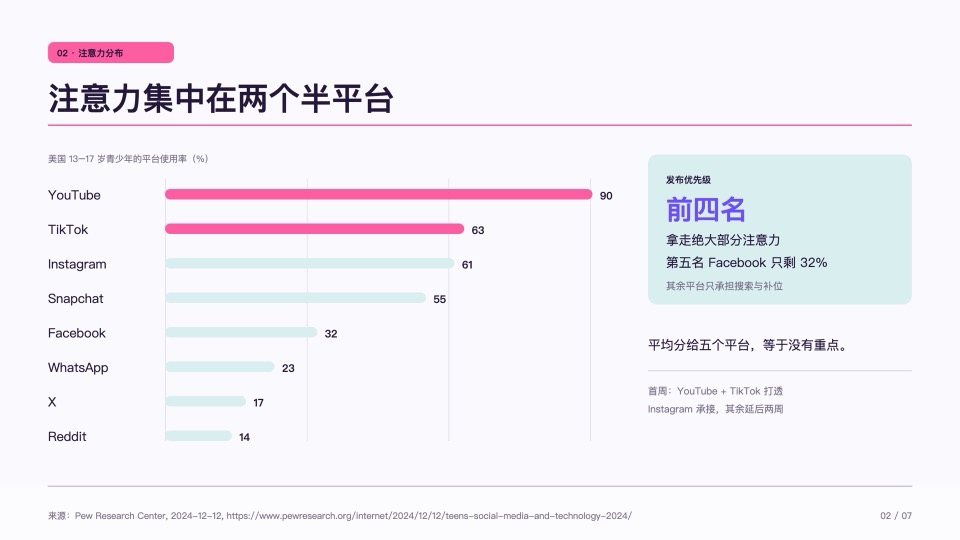 02 · 注意力分布
注意力集中在两个半平台
美国 13–17 岁青少年的平台使用率（%）
YouTube 90
TikTok 63
Instagram 61
Snapchat 55
Facebook 32
WhatsApp 23
X 17
Reddit 14
发布优先级
前四名
拿走绝大部分注意力
第五名 Facebook 只剩 32%
其余平台只承担搜索与补位
平均分给五个平台，等于没有重点。
首周：YouTube + TikTok 打透
Instagram 承接，其余延后两周
来源：Pew Research Center, 2024-12-12, https://www.pewresearch.org/internet/2024/12/12/teens-social-media-and-technology-2024/
02 / 07